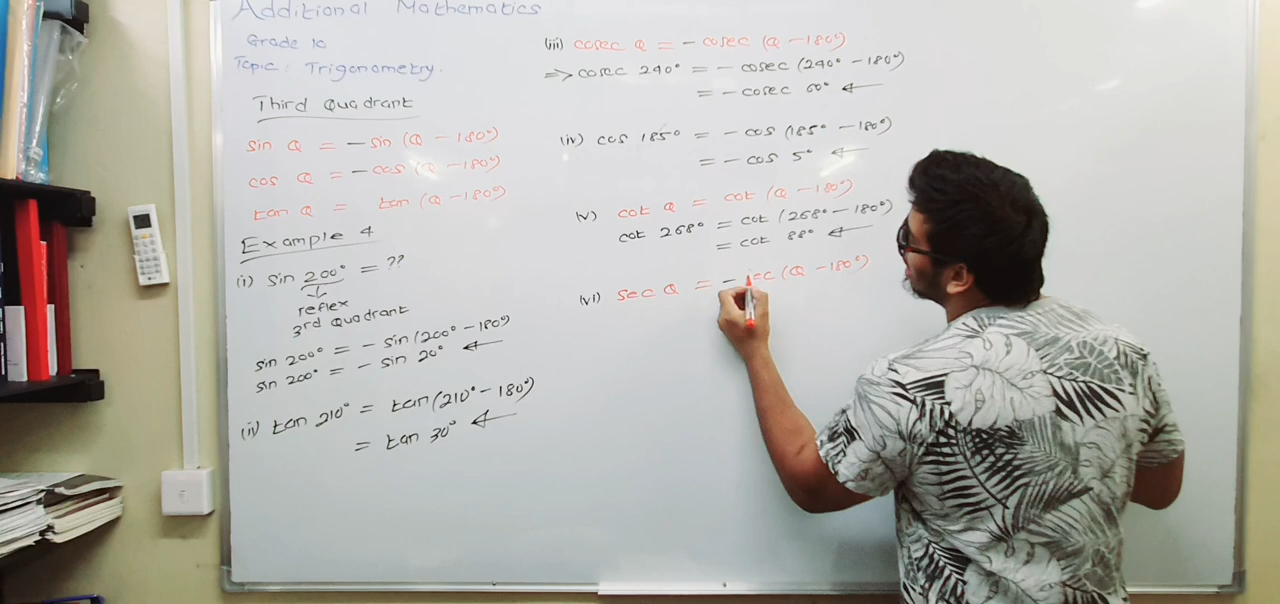 Additional Mathematics
Grade 10
Topic : Trigonometry.
Third Quadrant
sin Q = -sin (Q -180°)
cos Q = -cos (Q -180°)
tan Q = tan (Q -180°)
Example 4
(i) sin 200° = ??
reflex
3rd Quadrant
sin 200° = - sin (200° -180°)
sin 200° = - sin 20° ←
(ii) tan 210° = tan (210° - 180°)
= tan 30° ←
(iii) cosec Q = - cosec (Q -180°)
=> cosec 240° = - cosec (240° -180°)
= - cosec 60° ←
(iv) cos 185° = - cos (185° -180°)
= - cos 5° ←
(v) cot Q = cot (Q -180°)
cot 268° = cot (268° -180°)
= cot 88° ←
(vi) sec Q = - sec (Q -180°)